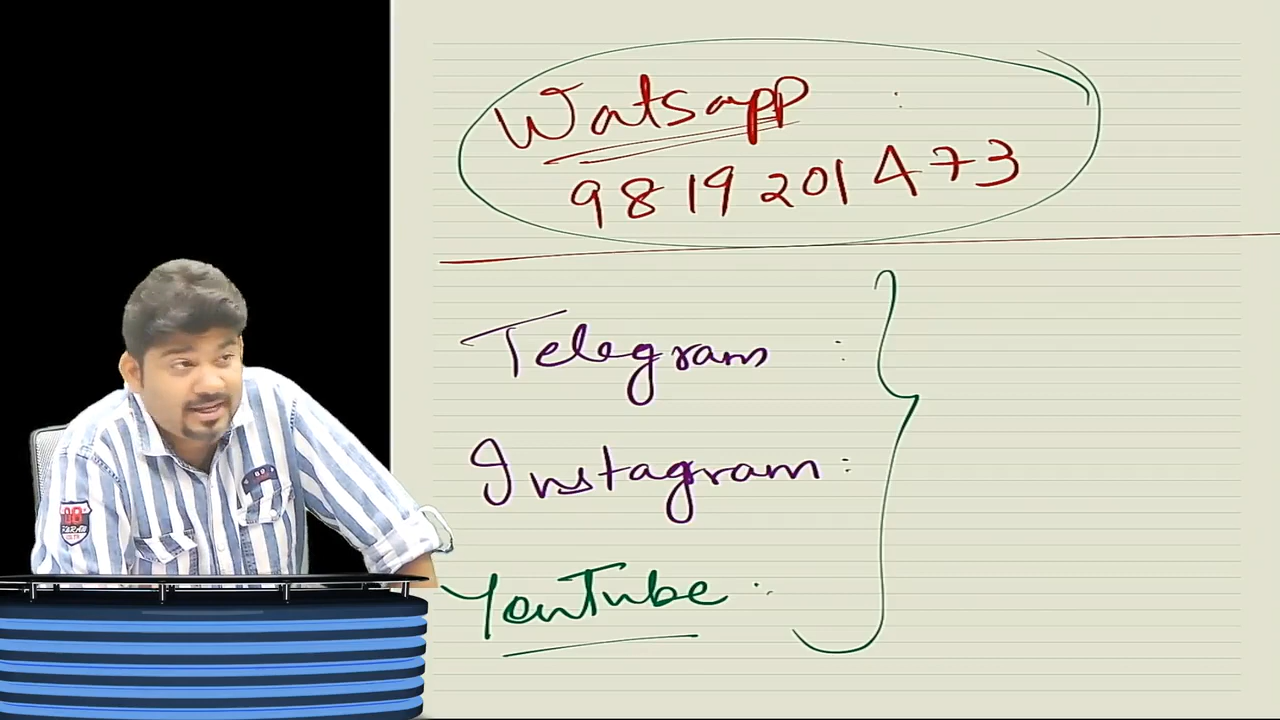 Watsapp :
9819201473
Telegram :
Instagram :
YouTube :